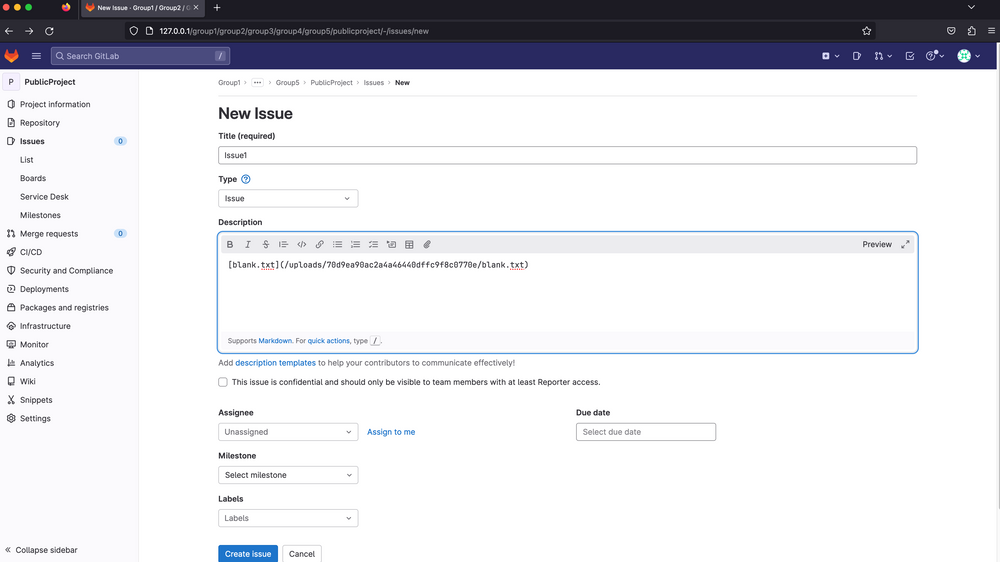 New Issue · Group1 / Group2 / G
127.0.0.1/group1/group2/group3/group4/group5/publicproject/-/issues/new
Search GitLab /
P PublicProject
Project information
Repository
Issues 0
List
Boards
Service Desk
Milestones
Merge requests 0
CI/CD
Security and Compliance
Deployments
Packages and registries
Infrastructure
Monitor
Analytics
Wiki
Snippets
Settings
Collapse sidebar
Group1 › ••• › Group5 › PublicProject › Issues › New
New Issue
Title (required)
Issue1
Type ?
Issue
Description
B I S Preview
[blank.txt](/uploads/70d9ea90ac2a4a46440dffc9f8c0770e/blank.txt)
Supports Markdown. For quick actions, type /.
Add description templates to help your contributors to communicate effectively!
This issue is confidential and should only be visible to team members with at least Reporter access.
Assignee
Unassigned Assign to me
Due date
Select due date
Milestone
Select milestone
Labels
Labels
Create issue Cancel